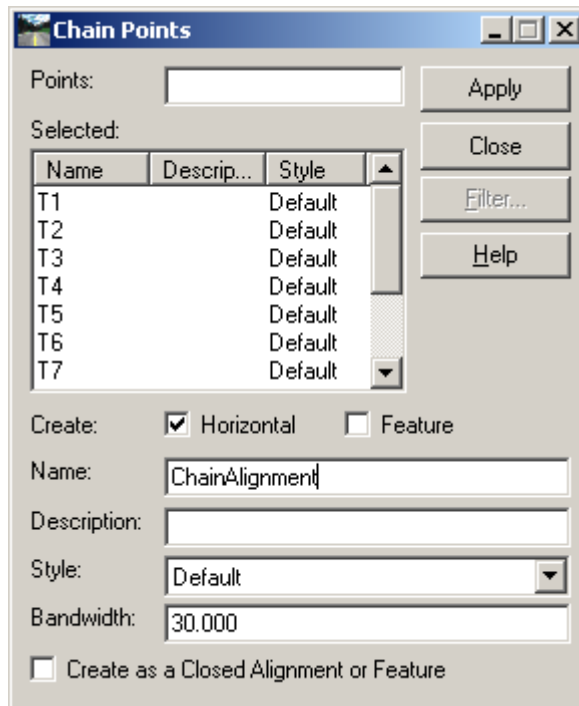 Chain Points
Points:
Apply
Selected:
Close
Name Descrip... Style
Filter...
T1 Default
T2 Default
Help
T3 Default
T4 Default
T5 Default
T6 Default
T7 Default
Create: Horizontal Feature
Name: ChainAlignment
Description:
Style: Default
Bandwidth: 30.000
Create as a Closed Alignment or Feature